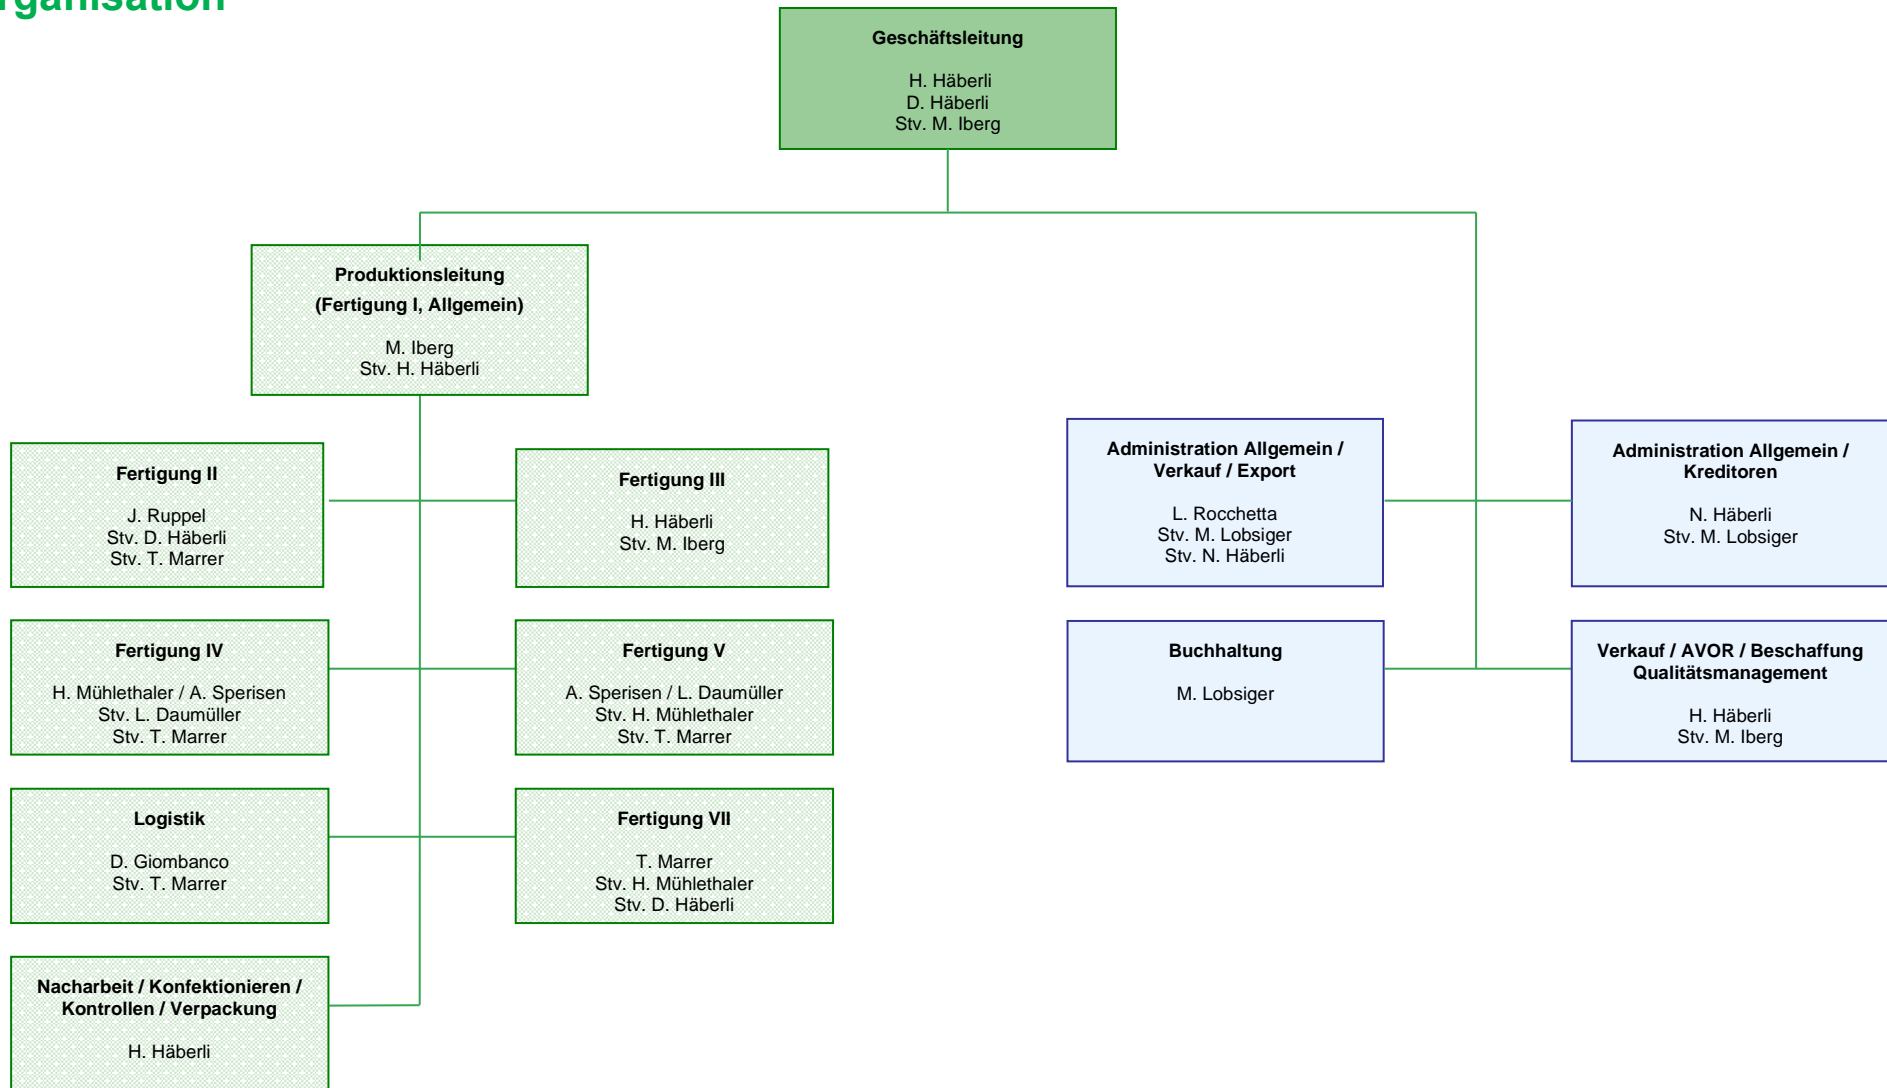 rganisation
Geschäftsleitung
H. Häberli
D. Häberli
Stv. M. Iberg
Produktionsleitung
(Fertigung I, Allgemein)
M. Iberg
Stv. H. Häberli
Fertigung II
J. Ruppel
Stv. D. Häberli
Stv. T. Marrer
Fertigung III
H. Häberli
Stv. M. Iberg
Administration Allgemein /
Verkauf / Export
L. Rocchetta
Stv. M. Lobsiger
Stv. N. Häberli
Administration Allgemein /
Kreditoren
N. Häberli
Stv. M. Lobsiger
Fertigung IV
H. Mühlethaler / A. Sperisen
Stv. L. Daumüller
Stv. T. Marrer
Fertigung V
A. Sperisen / L. Daumüller
Stv. H. Mühlethaler
Stv. T. Marrer
Buchhaltung
M. Lobsiger
Verkauf / AVOR / Beschaffung
Qualitätsmanagement
H. Häberli
Stv. M. Iberg
Logistik
D. Giombanco
Stv. T. Marrer
Fertigung VII
T. Marrer
Stv. H. Mühlethaler
Stv. D. Häberli
Nacharbeit / Konfektionieren /
Kontrollen / Verpackung
H. Häberli